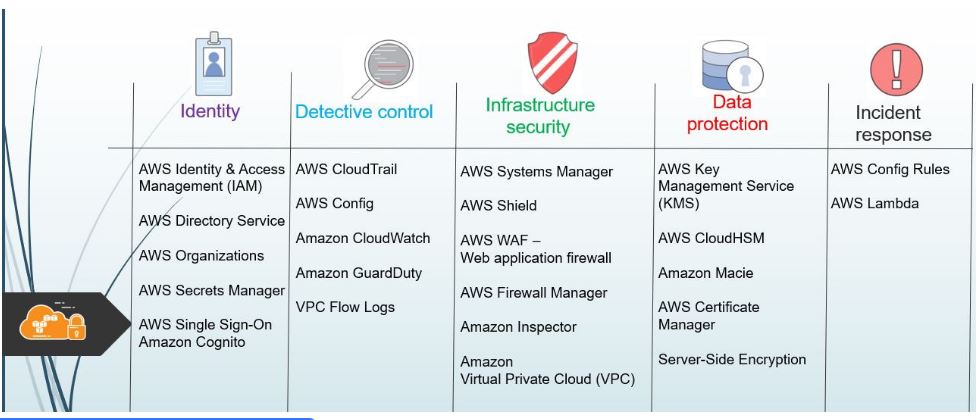 Identity
AWS Identity & Access
Management (IAM)
AWS Directory Service
AWS Organizations
AWS Secrets Manager
AWS Single Sign-On
Amazon Cognito
Detective control
AWS CloudTrail
AWS Config
Amazon CloudWatch
Amazon GuardDuty
VPC Flow Logs
Infrastructure
security
AWS Systems Manager
AWS Shield
AWS WAF –
Web application firewall
AWS Firewall Manager
Amazon Inspector
Amazon
Virtual Private Cloud (VPC)
Data
protection
AWS Key
Management Service
(KMS)
AWS CloudHSM
Amazon Macie
AWS Certificate
Manager
Server-Side Encryption
Incident
response
AWS Config Rules
AWS Lambda